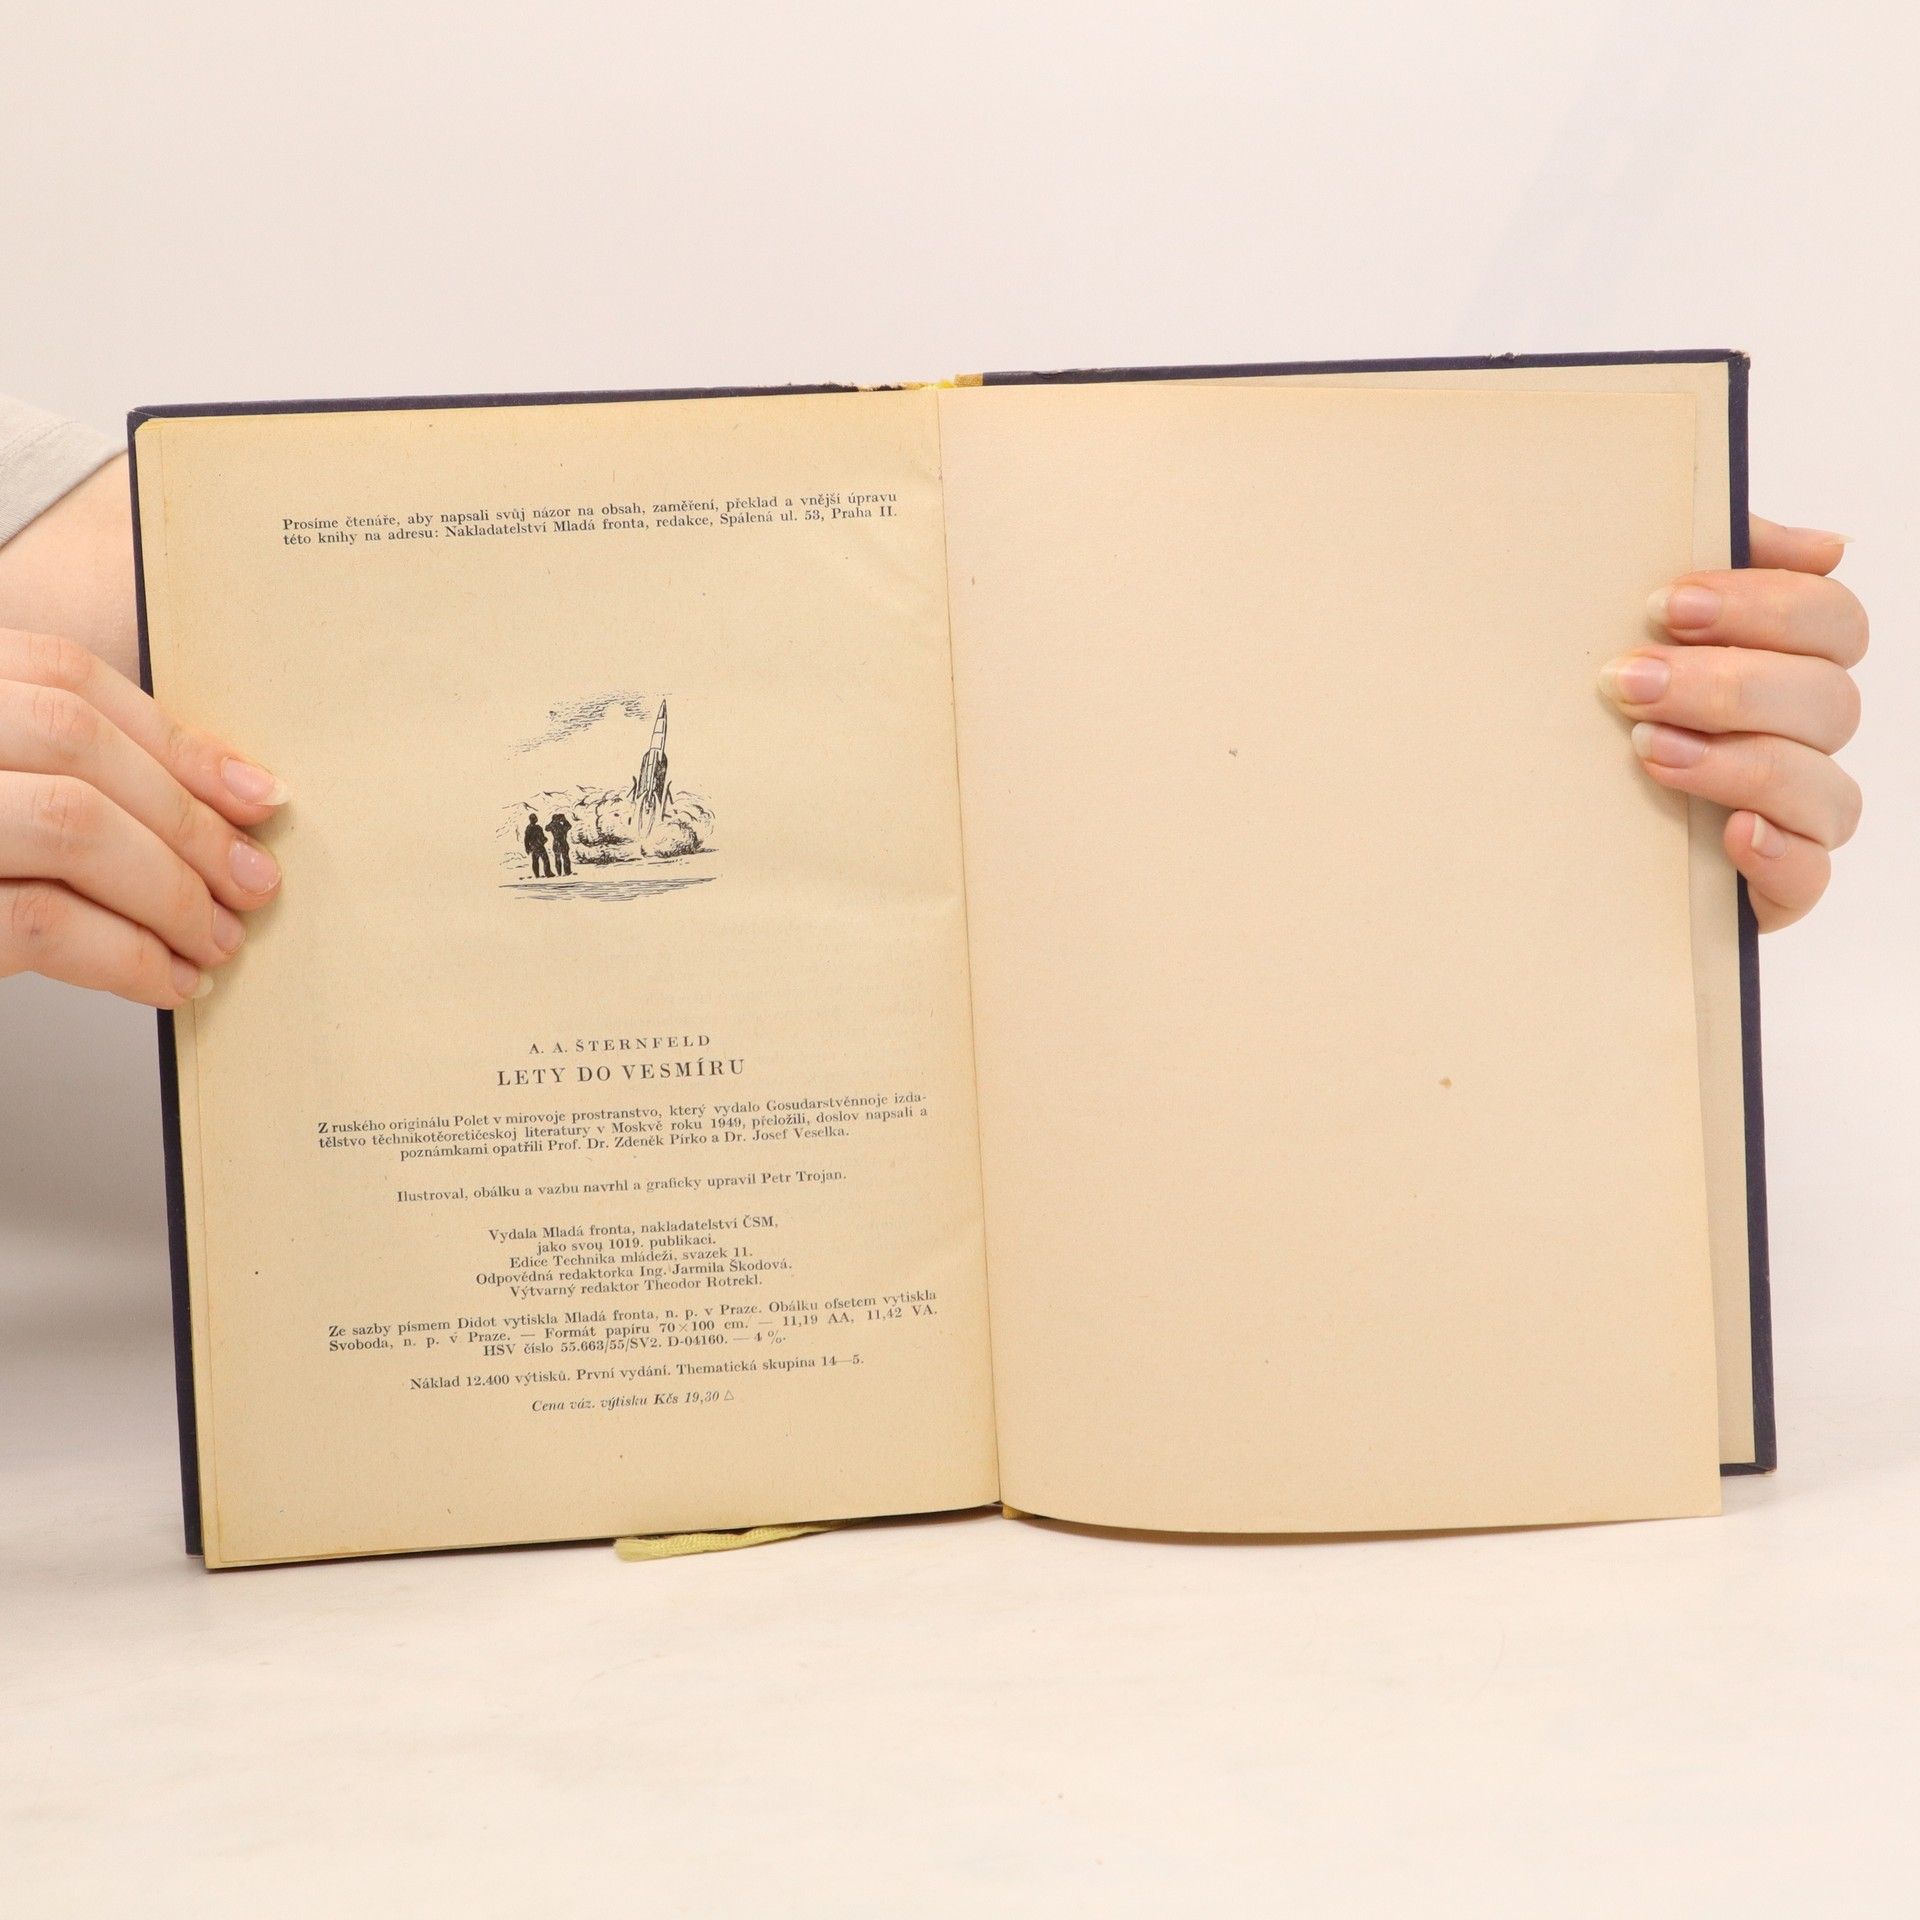 Prosíme čtenáře, aby napsali svůj názor na obsah, zaměření, překlad a vnější úpravu
této knihy na adresu: Nakladatelství Mladá fronta, redakce, Spálená ul. 53, Praha II.
A. A. ŠTERNFELD
LETY DO VESMÍRU
Z ruského originálu Polet v mirovoje prostranstvo, který vydalo Gosudarstvěnnoje izda-
tělstvo těchnikotěoretičeskoj literatury v Moskvě roku 1949, přeložili, doslov napsali a
poznámkami opatřili Prof. Dr. Zdeněk Pírko a Dr. Josef Veselka.
Ilustroval, obálku a vazbu navrhl a graficky upravil Petr Trojan.
Vydala Mladá fronta, nakladatelství ČSM,
jako svou 1019. publikaci.
Edice Technika mládeži, svazek 11.
Odpovědná redaktorka Ing. Jarmila Škodová.
Výtvarný redaktor Theodor Rotrekl.
Ze sazby písmem Didot vytiskla Mladá fronta, n. p. v Praze. Obálku ofsetem vytiskla
Svoboda, n. p. v Praze. — Formát papíru 70×100 cm. — 11,19 AA, 11,42 VA.
HSV číslo 55.663/55/SV2. D-04160. — 4 %.
Náklad 12.400 výtisků. První vydání. Thematická skupina 14—5.
Cena váz. výtisku Kčs 19,30 △